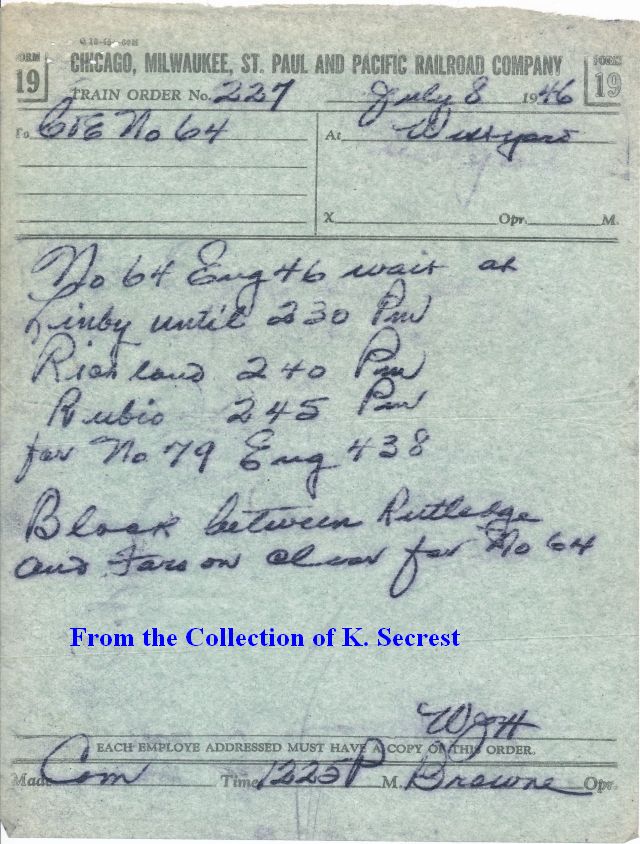 FORM 19
CHICAGO, MILWAUKEE, ST. PAUL AND PACIFIC RAILROAD COMPANY
FORM 19
TRAIN ORDER No. 227 July 8 1946
To C&E No 64 At
X Opr. M.
No 64 Eng 46 wait at
Linby until 230 Pm
Richland 240 Pm
Rubio 245 Pm
for No 79 Eng 438
Block between Rutledge
and Farson clear for No 64
From the Collection of K. Secrest
EACH EMPLOYE ADDRESSED MUST HAVE A COPY OF THIS ORDER.
Made Com Time 1225 P M. Browne Opr.